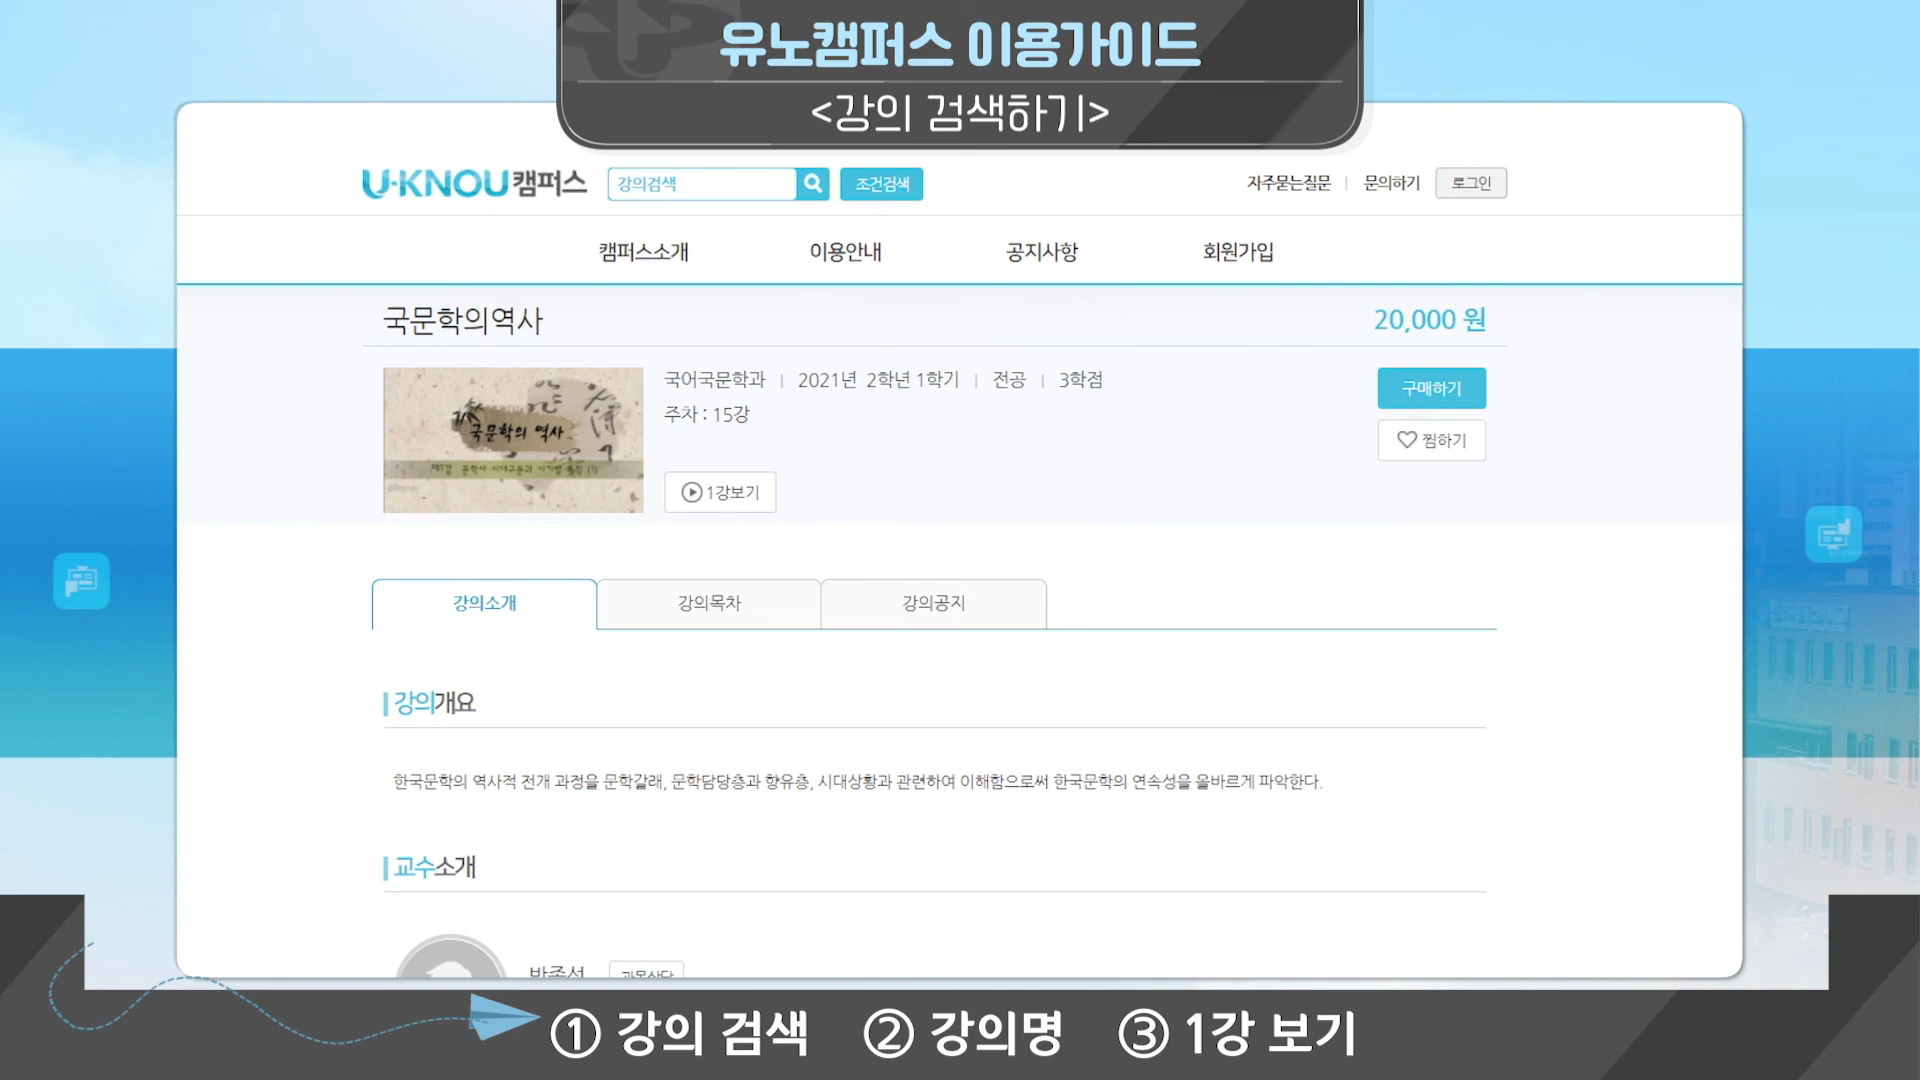 유노캠퍼스 이용가이드
<강의 검색하기>
U·KNOU캠퍼스
강의검색
조건검색
자주묻는질문 | 문의하기
로그인
캠퍼스소개
이용안내
공지사항
회원가입
국문학의역사
20,000 원
국어국문학과 | 2021년 2학년 1학기 | 전공 | 3학점
주차 : 15강
국문학의 역사
1강보기
구매하기
찜하기
강의소개
강의목차
강의공지
강의개요
한국문학의 역사적 전개 과정을 문학갈래, 문학담당층과 향유층, 시대상황과 관련하여 이해함으로써 한국문학의 연속성을 올바르게 파악한다.
교수소개
① 강의 검색 ② 강의명 ③ 1강 보기